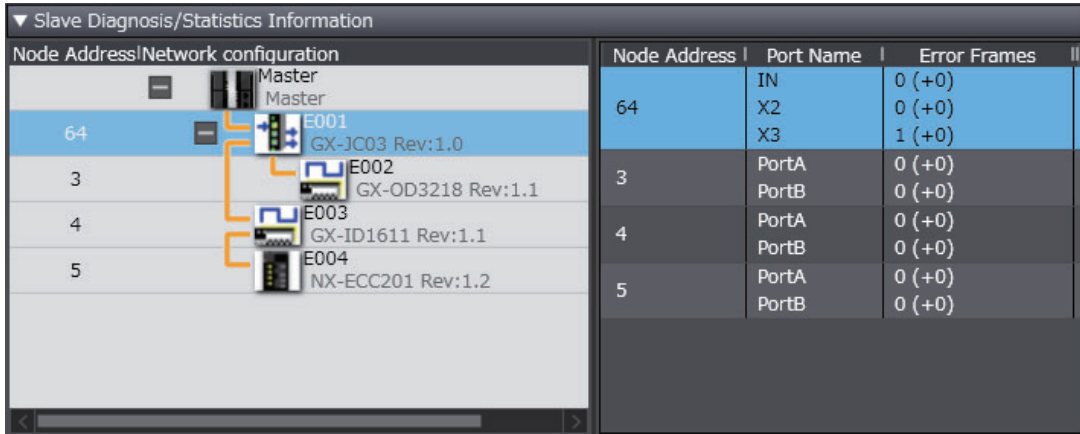 ▼ Slave Diagnosis/Statistics Information
Node Address|Network configuration
Master
Master
64
E001
GX-JC03 Rev:1.0
3
E002
GX-OD3218 Rev:1.1
4
E003
GX-ID1611 Rev:1.1
5
E004
NX-ECC201 Rev:1.2
Node Address | Port Name | Error Frames
64
IN 0 (+0)
X2 0 (+0)
X3 1 (+0)
3
PortA 0 (+0)
PortB 0 (+0)
4
PortA 0 (+0)
PortB 0 (+0)
5
PortA 0 (+0)
PortB 0 (+0)